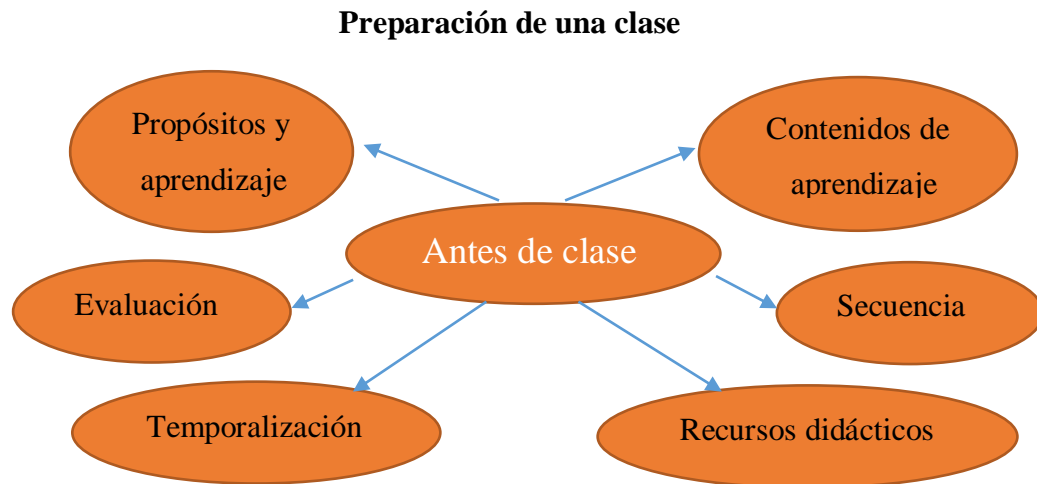 Preparación de una clase
Propósitos y
aprendizaje
Contenidos de
aprendizaje
Antes de clase
Evaluación
Secuencia
Temporalización
Recursos didácticos